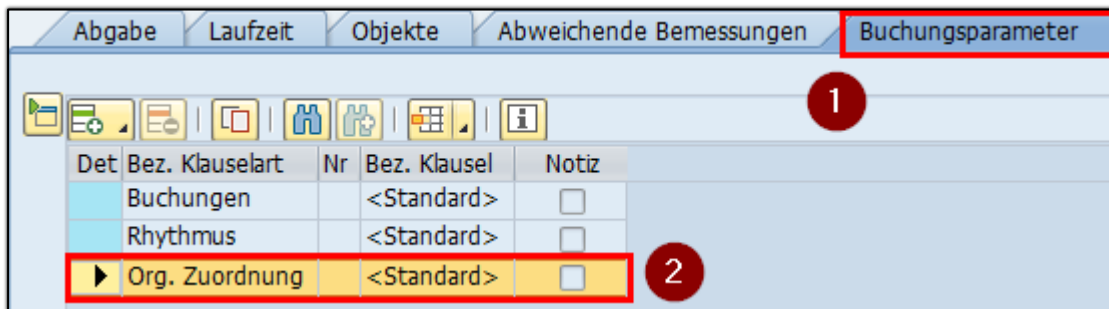 Abgabe Laufzeit Objekte Abweichende Bemessungen Buchungsparameter
1
Det Bez. Klauselart Nr Bez. Klausel Notiz
Buchungen <Standard>
Rhythmus <Standard>
Org. Zuordnung <Standard> 2